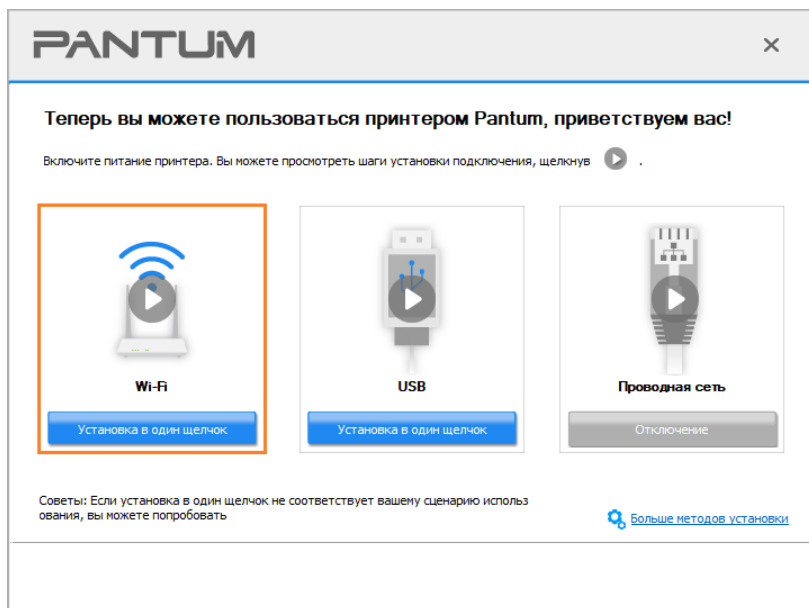 PANTUM
Теперь вы можете пользоваться принтером Pantum, приветствуем вас!
Включите питание принтера. Вы можете просмотреть шаги установки подключения, щелкнув .
Wi-Fi
USB
Проводная сеть
Установка в один щелчок
Установка в один щелчок
Отключение
Советы: Если установка в один щелчок не соответствует вашему сценарию использ
ования, вы можете попробовать
Больше методов установки